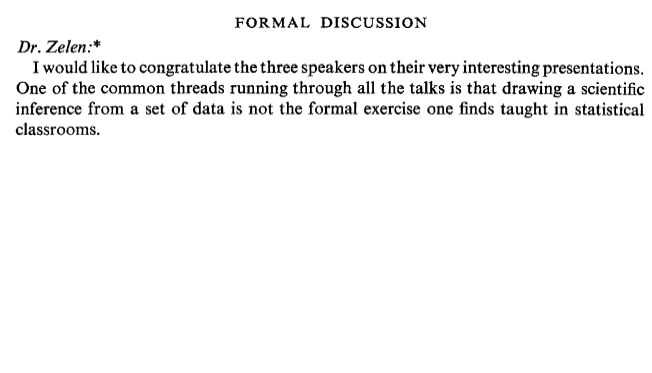 FORMAL DISCUSSION
Dr. Zelen:*
I would like to congratulate the three speakers on their very interesting presentations.
One of the common threads running through all the talks is that drawing a scientific
inference from a set of data is not the formal exercise one finds taught in statistical
classrooms.